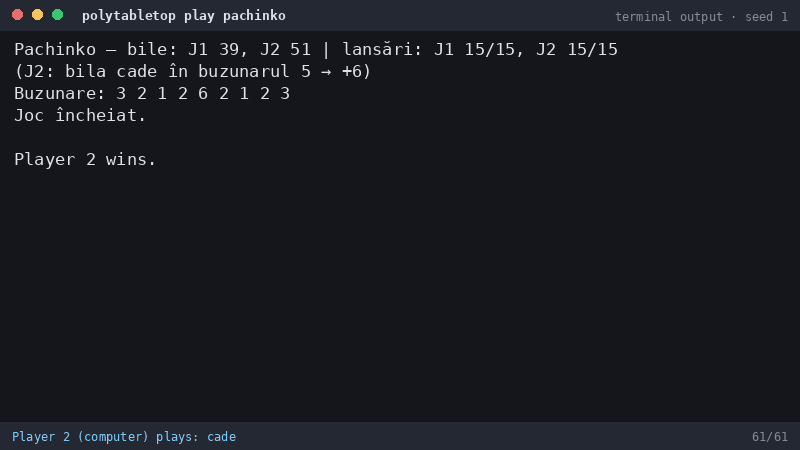 polytabletop play pachinko
terminal output · seed 1
Pachinko — bile: J1 39, J2 51 | lansări: J1 15/15, J2 15/15
(J2: bila cade în buzunarul 5 → +6)
Buzunare: 3 2 1 2 6 2 1 2 3
Joc încheiat.
Player 2 wins.
Player 2 (computer) plays: cade
61/61